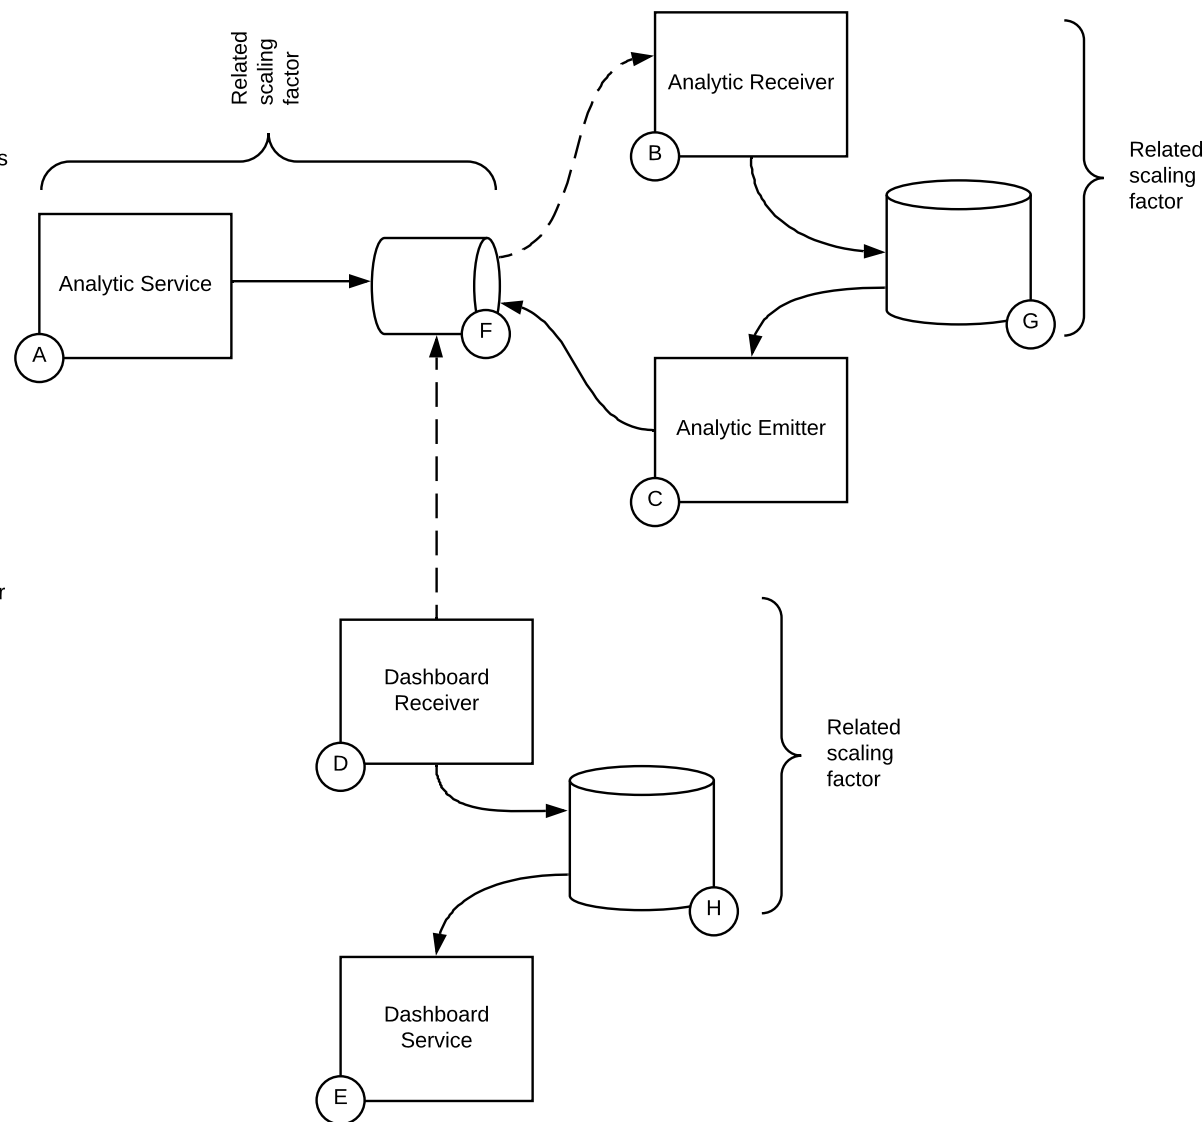 Related
scaling
factor
s
Analytic Receiver
B
Related
scaling
factor
Analytic Service
A
F
G
Analytic Emitter
C
r
Dashboard
Receiver
D
Related
scaling
factor
H
Dashboard
Service
E